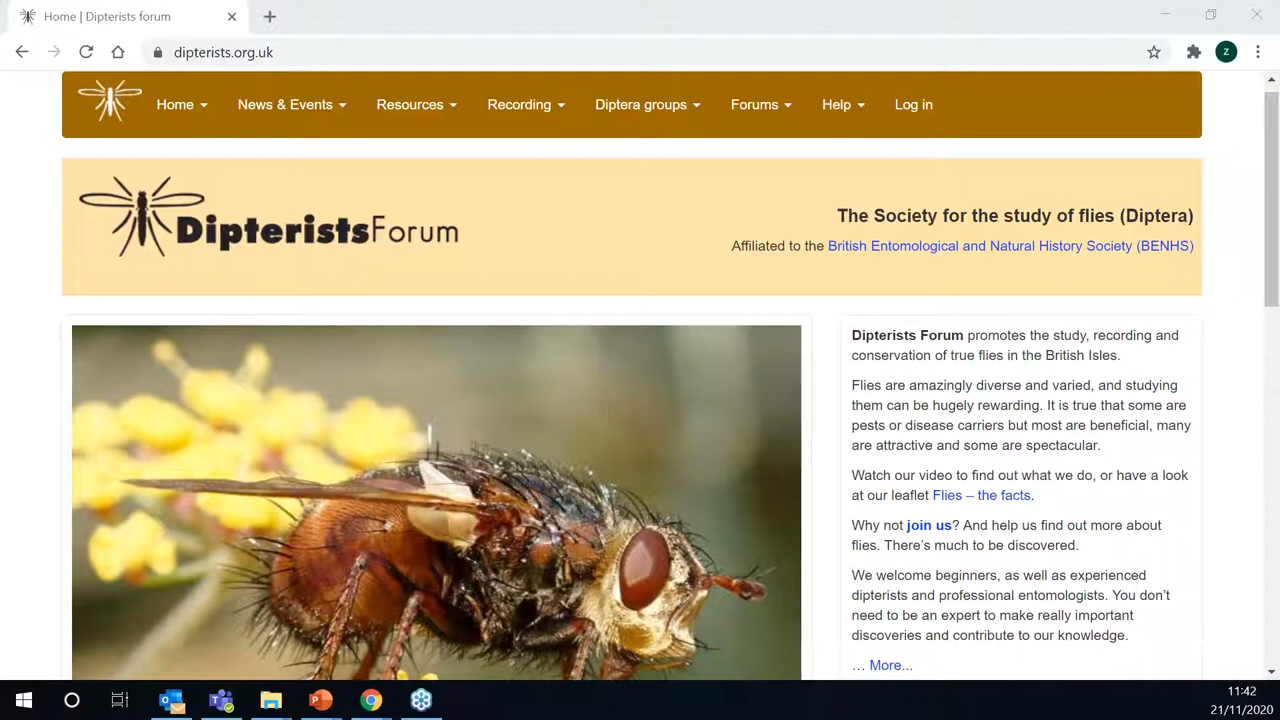 Home | Dipterists forum
dipterists.org.uk
Z
Home
News & Events
Resources
Recording
Diptera groups
Forums
Help
Log in
DipteristsForum
The Society for the study of flies (Diptera)
Affiliated to the British Entomological and Natural History Society (BENHS)
Dipterists Forum promotes the study, recording and
conservation of true flies in the British Isles.
Flies are amazingly diverse and varied, and studying
them can be hugely rewarding. It is true that some are
pests or disease carriers but most are beneficial, many
are attractive and some are spectacular.
Watch our video to find out what we do, or have a look
at our leaflet Flies – the facts.
Why not join us? And help us find out more about
flies. There's much to be discovered.
We welcome beginners, as well as experienced
dipterists and professional entomologists. You don't
need to be an expert to make really important
discoveries and contribute to our knowledge.
… More...
11:42
21/11/2020